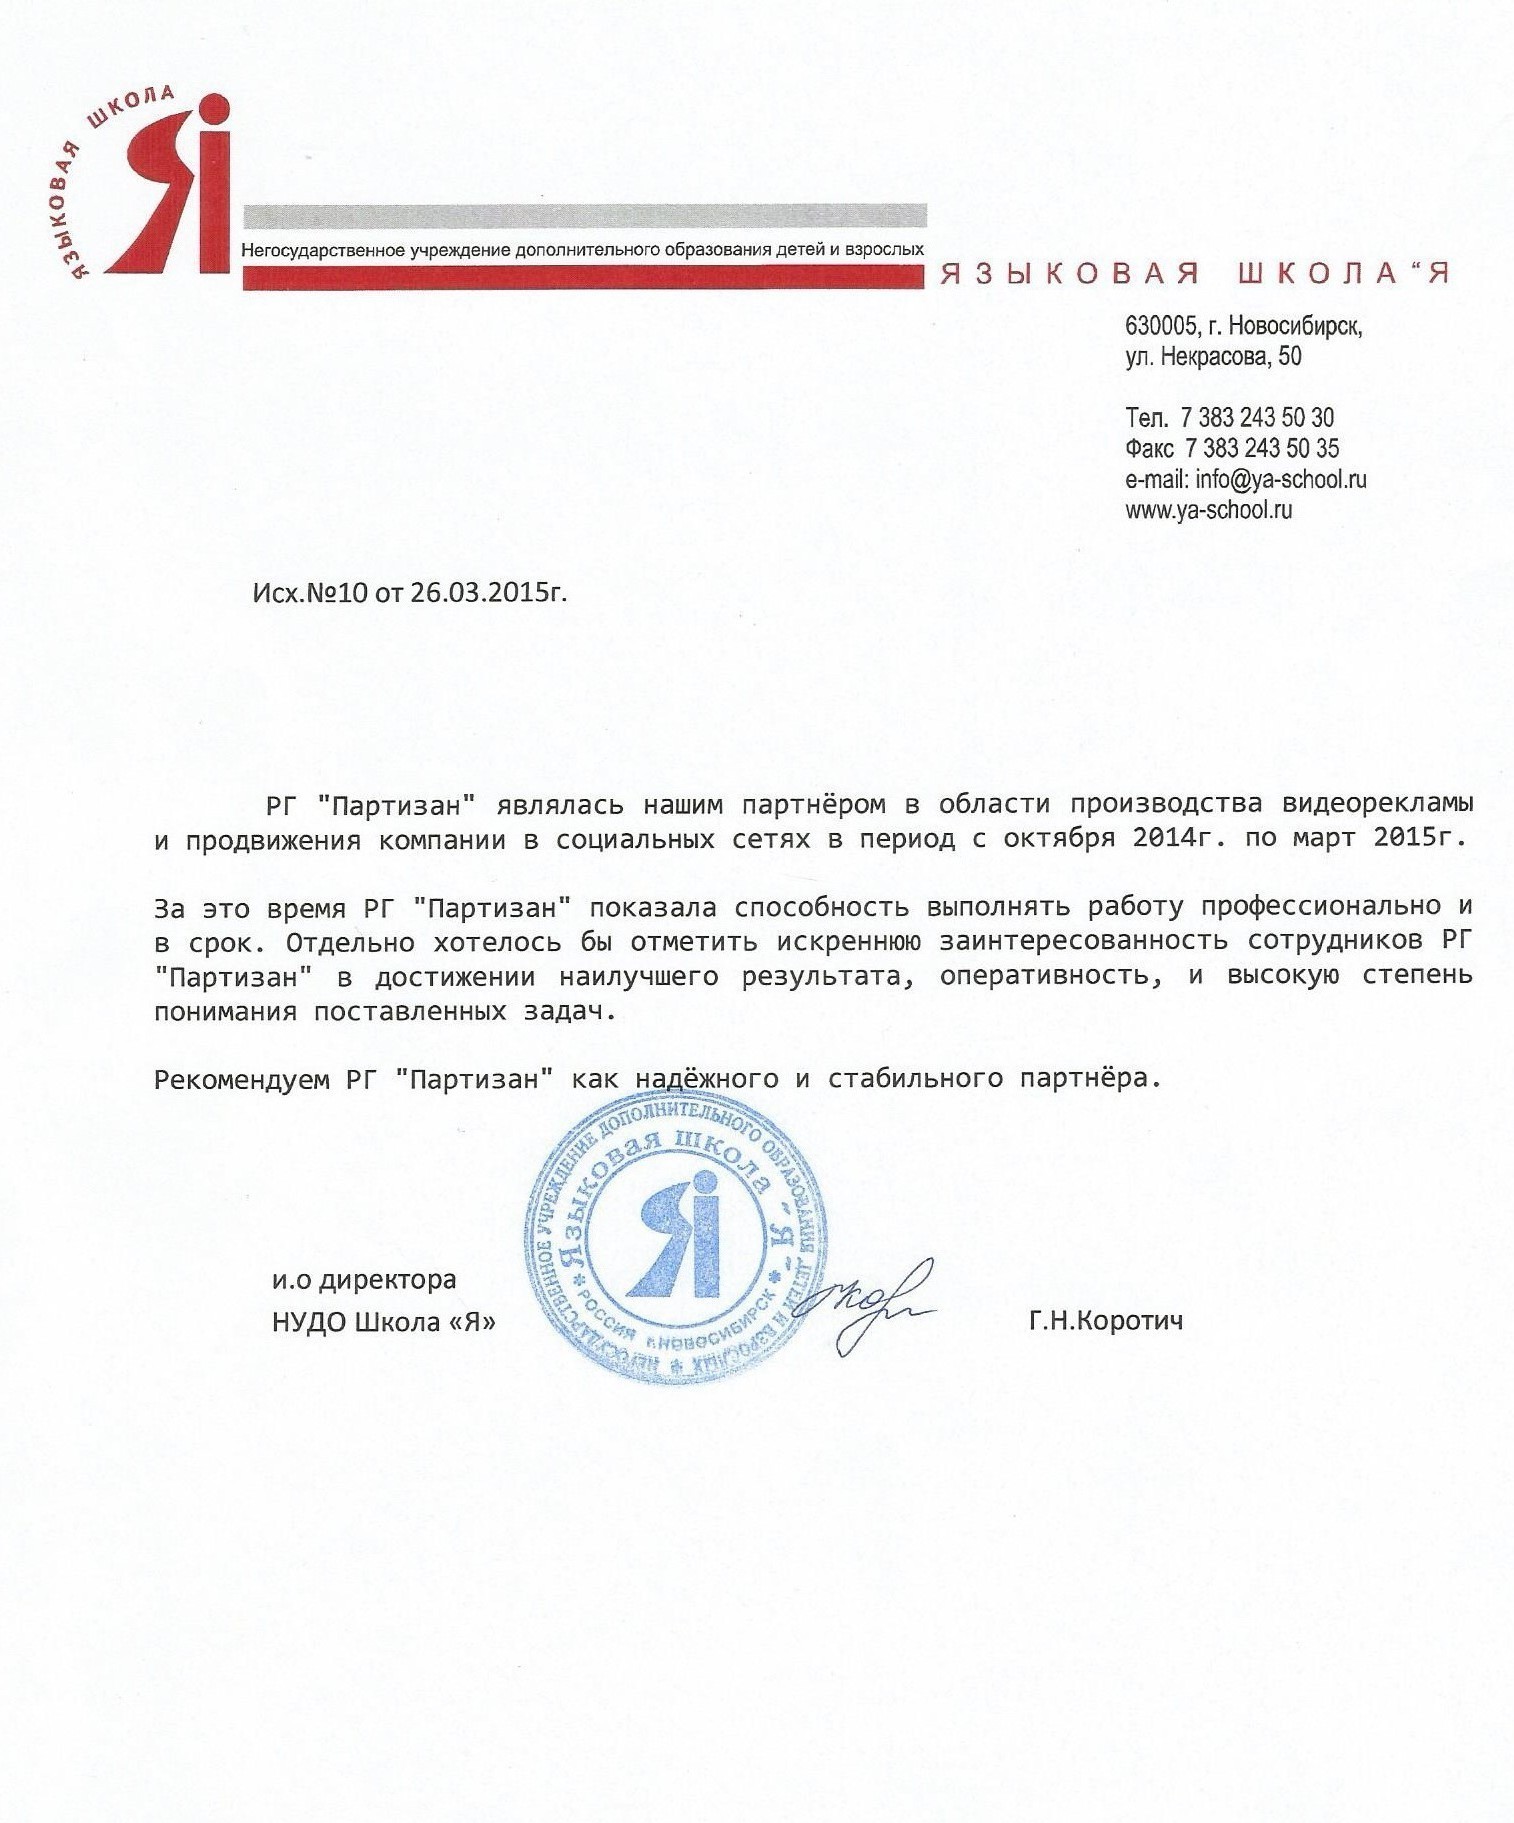 ЯЗЫКОВАЯ ШКОЛА
Я
Негосударственное учреждение дополнительного образования детей и взрослых
ЯЗЫКОВАЯ ШКОЛА “Я
630005, г. Новосибирск,
ул. Некрасова, 50
Тел. 7 383 243 50 30
Факс 7 383 243 50 35
e-mail: info@ya-school.ru
www.ya-school.ru
Исх.№10 от 26.03.2015г.
РГ "Партизан" являлась нашим партнёром в области производства видеорекламы
и продвижения компании в социальных сетях в период с октября 2014г. по март 2015г.
За это время РГ "Партизан" показала способность выполнять работу профессионально и
в срок. Отдельно хотелось бы отметить искреннюю заинтересованность сотрудников РГ
"Партизан" в достижении наилучшего результата, оперативность, и высокую степень
понимания поставленных задач.
Рекомендуем РГ "Партизан" как надёжного и стабильного партнёра.
НЕГОСУДАРСТВЕННОЕ УЧРЕЖДЕНИЕ ДОПОЛНИТЕЛЬНОГО ОБРАЗОВАНИЯ ДЕТЕЙ И ВЗРОСЛЫХ *
Языковая школа "Я"
* РОССИЯ г.НОВОСИБИРСК *
Я
и.о директора
НУДО Школа «Я»
Г.Н.Коротич